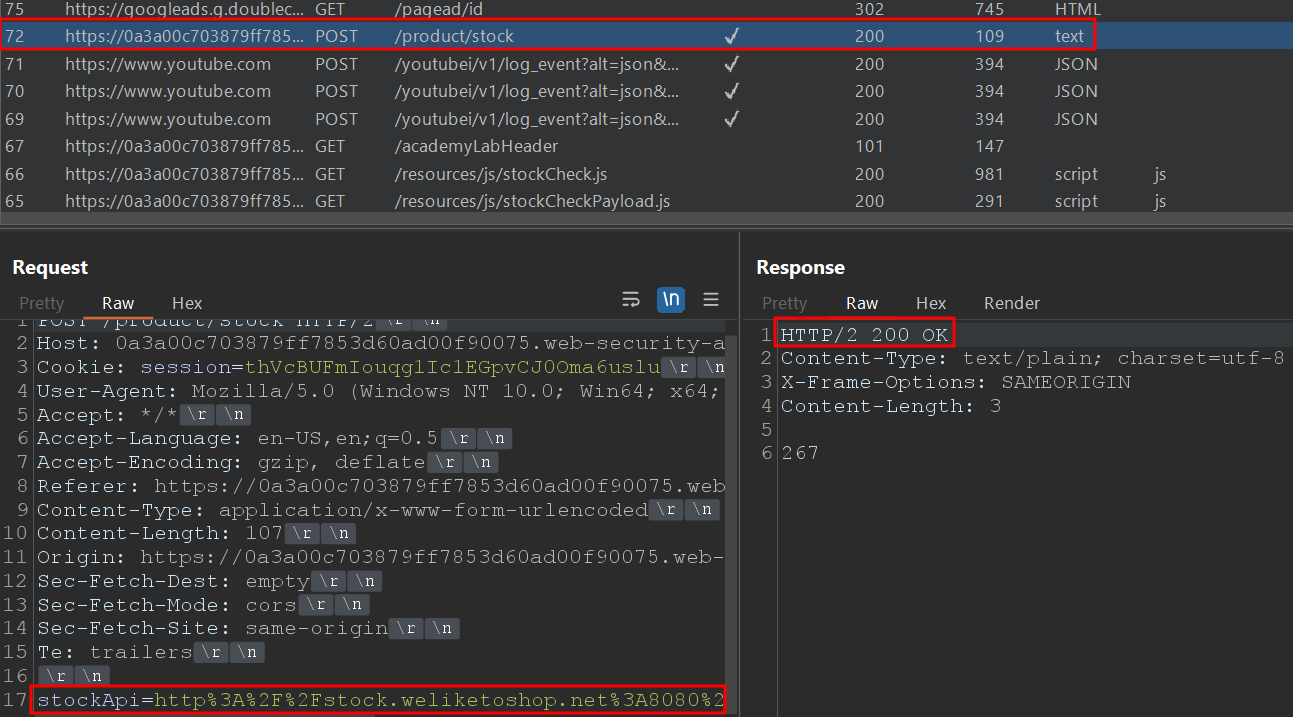 75 https://googleads.g.doublec... GET /pagead/id 302 745 HTML
72 https://0a3a00c703879ff785... POST /product/stock ✓ 200 109 text
71 https://www.youtube.com POST /youtubei/v1/log_event?alt=json&... ✓ 200 394 JSON
70 https://www.youtube.com POST /youtubei/v1/log_event?alt=json&... ✓ 200 394 JSON
69 https://www.youtube.com POST /youtubei/v1/log_event?alt=json&... ✓ 200 394 JSON
67 https://0a3a00c703879ff785... GET /academyLabHeader 101 147
66 https://0a3a00c703879ff785... GET /resources/js/stockCheck.js 200 981 script js
65 https://0a3a00c703879ff785... GET /resources/js/stockCheckPayload.js 200 291 script js
Request
Pretty Raw Hex \n
1 POST /product/stock HTTP/2 \r \n
2 Host: 0a3a00c703879ff7853d60ad00f90075.web-security-a
3 Cookie: session=thVcBUFmIouqg1Ic1EGpvCJ0Oma6uslu \r \n
4 User-Agent: Mozilla/5.0 (Windows NT 10.0; Win64; x64;
5 Accept: */* \r \n
6 Accept-Language: en-US,en;q=0.5 \r \n
7 Accept-Encoding: gzip, deflate \r \n
8 Referer: https://0a3a00c703879ff7853d60ad00f90075.web
9 Content-Type: application/x-www-form-urlencoded \r \n
10 Content-Length: 107 \r \n
11 Origin: https://0a3a00c703879ff7853d60ad00f90075.web-
12 Sec-Fetch-Dest: empty \r \n
13 Sec-Fetch-Mode: cors \r \n
14 Sec-Fetch-Site: same-origin \r \n
15 Te: trailers \r \n
16 \r \n
17 stockApi=http%3A%2F%2Fstock.weliketoshop.net%3A8080%2
Response
Pretty Raw Hex Render
1 HTTP/2 200 OK
2 Content-Type: text/plain; charset=utf-8
3 X-Frame-Options: SAMEORIGIN
4 Content-Length: 3
5
6 267